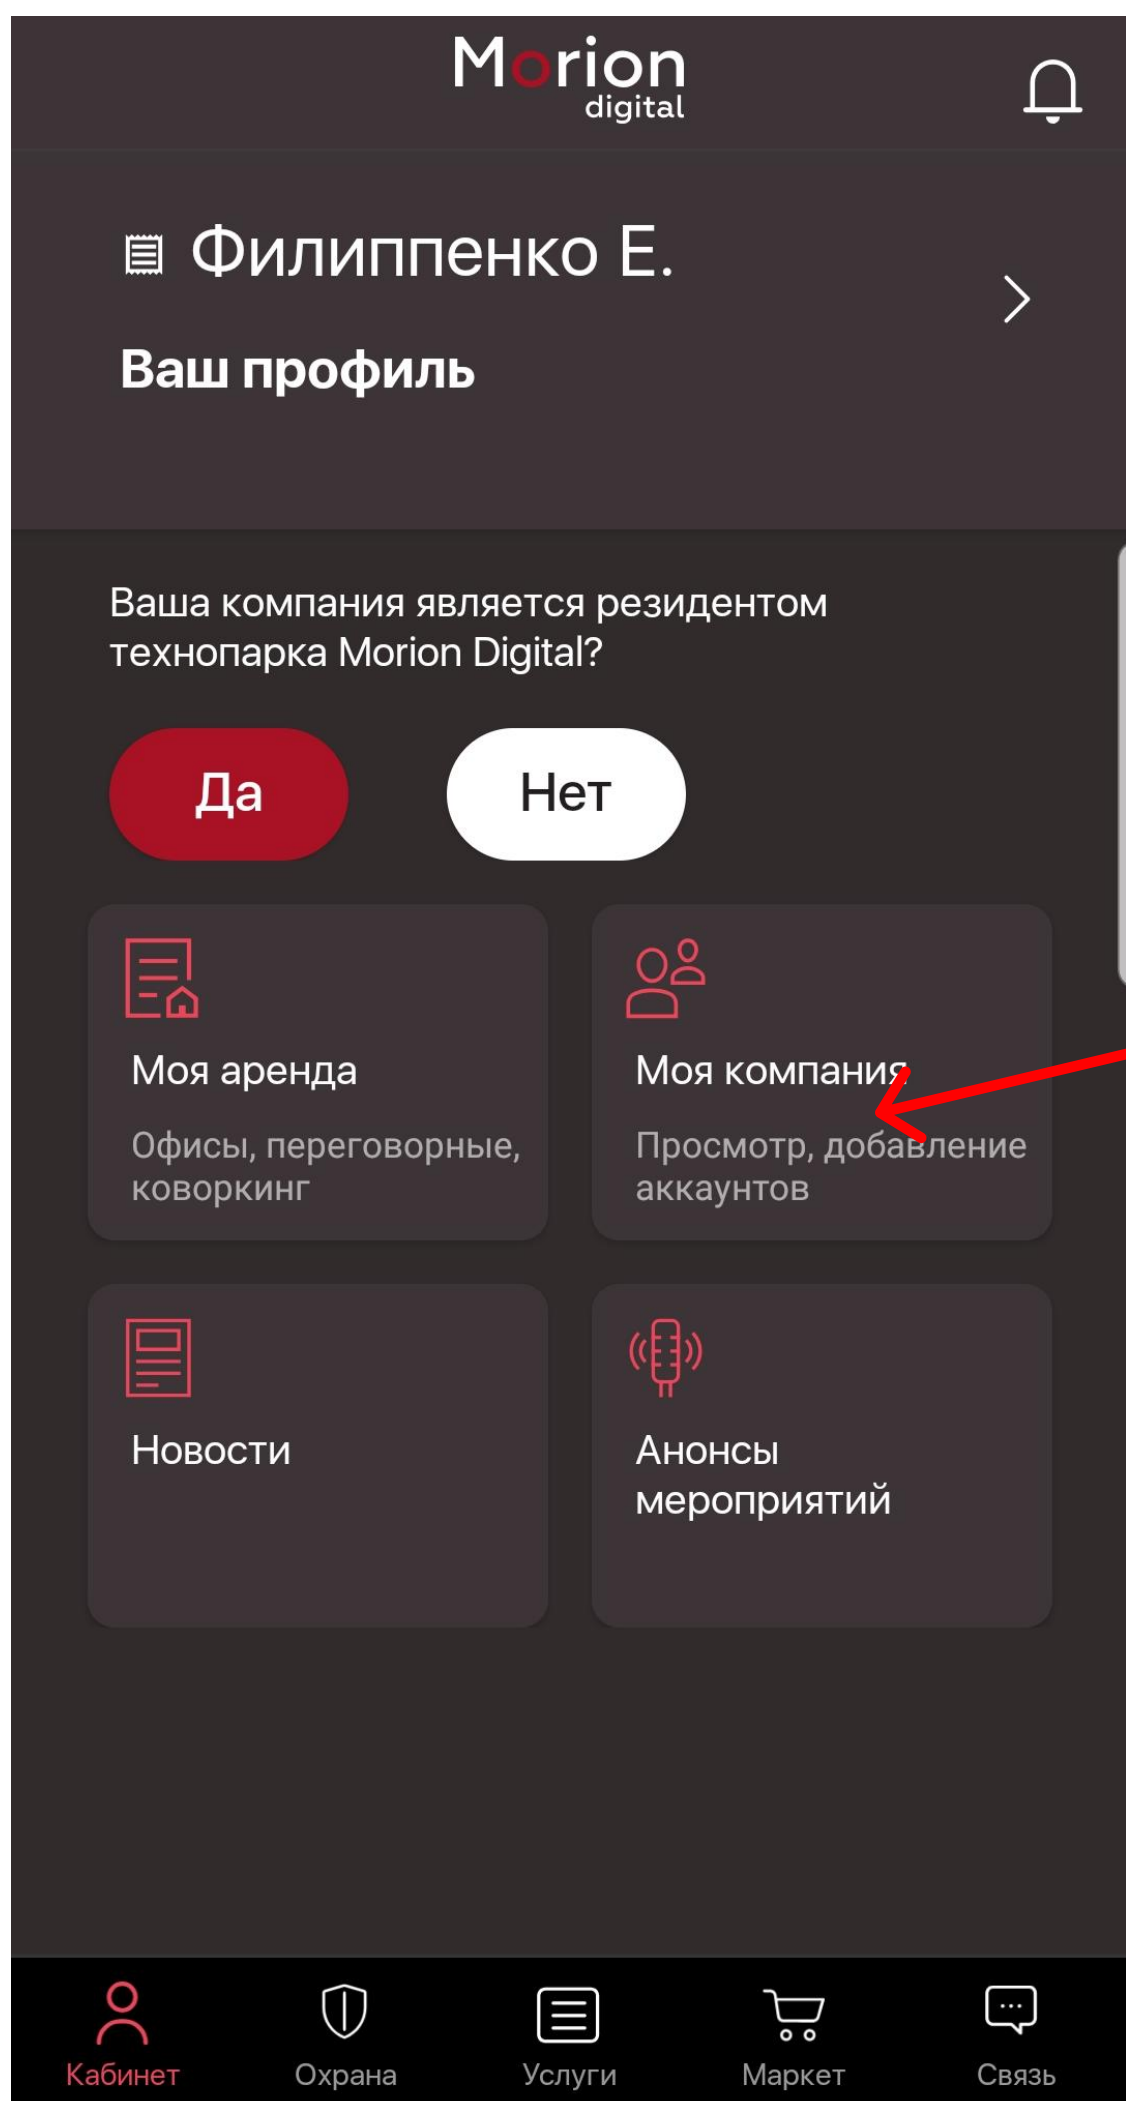 Morion
digital
Филиппенко Е.
Ваш профиль
Ваша компания является резидентом
технопарка Morion Digital?
Да
Нет
Моя аренда
Офисы, переговорные,
коворкинг
Моя компания
Просмотр, добавление
аккаунтов
Новости
Анонсы
мероприятий
Кабинет
Охрана
Услуги
Маркет
Связь